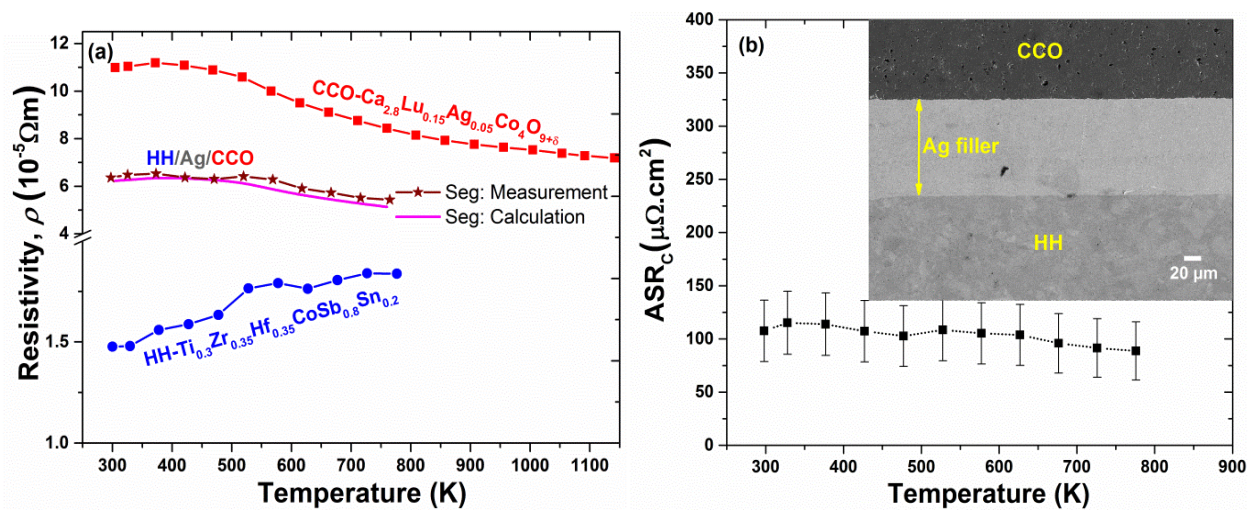 (a)
12
10
8
6
4
1.5
1.0
Resistivity, ρ (10⁻⁵Ωm)
CCO-Ca₂.₈Lu₀.₁₅Ag₀.₀₅Co₄O₉₊δ
HH/Ag/CCO
Seg: Measurement
Seg: Calculation
HH-Ti₀.₃Zr₀.₃₅Hf₀.₃₅CoSb₀.₈Sn₀.₂
300 400 500 600 700 800 900 1000 1100
Temperature (K)
(b)
400
350
300
250
200
150
100
50
0
ASR_C (μΩ.cm²)
CCO
Ag filler
HH
20 μm
300 400 500 600 700 800 900
Temperature (K)